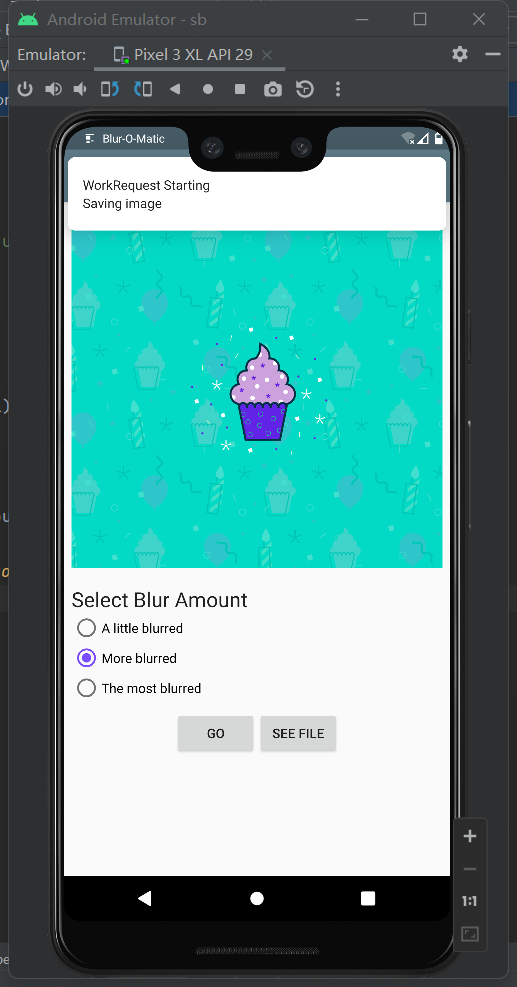 Android Emulator - sb
Emulator:
Pixel 3 XL API 29
Blur-O-Matic
WorkRequest Starting
Saving image
Select Blur Amount
A little blurred
More blurred
The most blurred
GO
SEE FILE
1:1